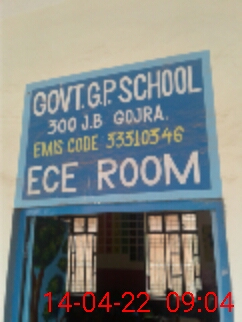 GOVT. G.P. SCHOOL
300 J.B GOJRA.
EMIS CODE 33310346
ECE ROOM
14-04-22 09:04